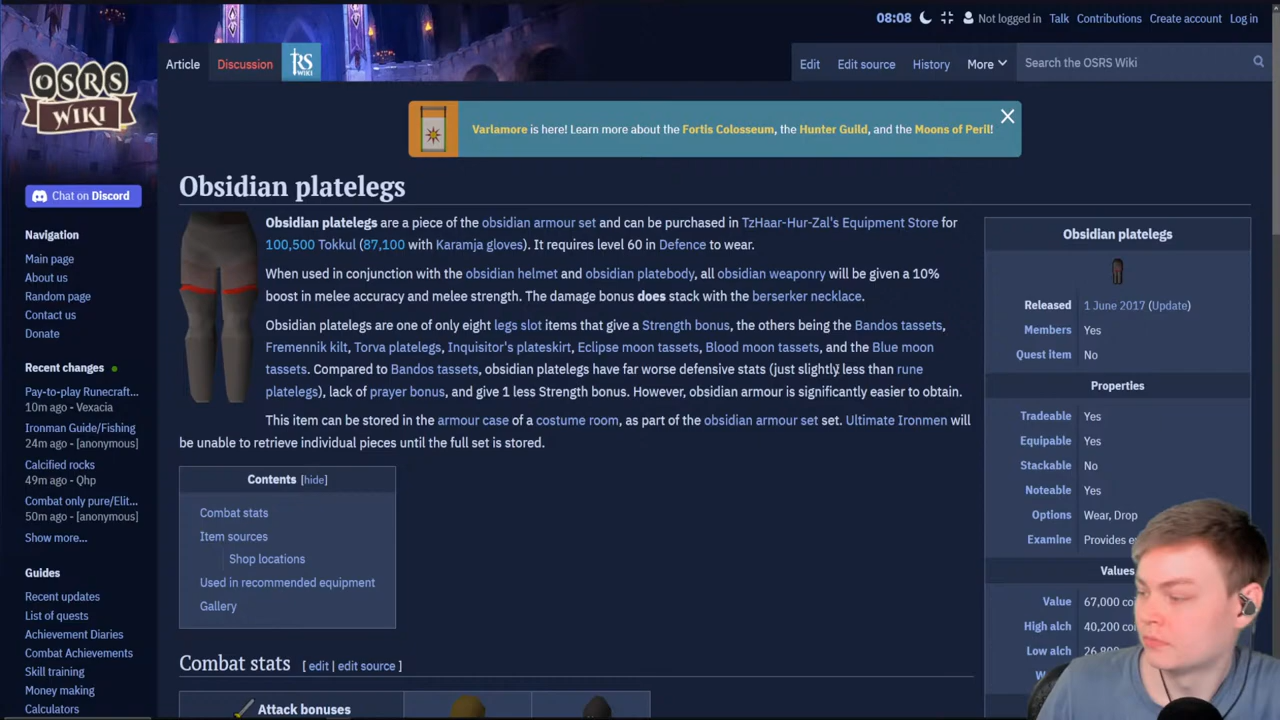 08:08 Not logged in Talk Contributions Create account Log in
OSRS
WIKI
Article Discussion RS WIKI Edit Edit source History More Search the OSRS Wiki
Varlamore is here! Learn more about the Fortis Colosseum, the Hunter Guild, and the Moons of Peril!
Chat on Discord
Navigation
Main page
About us
Random page
Contact us
Donate
Recent changes
Pay-to-play Runecraft...
10m ago - Vexacia
Ironman Guide/Fishing
24m ago - [anonymous]
Calcified rocks
49m ago - Qhp
Combat only pure/Elit...
50m ago - [anonymous]
Show more...
Guides
Recent updates
List of quests
Achievement Diaries
Combat Achievements
Skill training
Money making
Calculators
Obsidian platelegs
Obsidian platelegs are a piece of the obsidian armour set and can be purchased in TzHaar-Hur-Zal's Equipment Store for
100,500 Tokkul (87,100 with Karamja gloves). It requires level 60 in Defence to wear.
When used in conjunction with the obsidian helmet and obsidian platebody, all obsidian weaponry will be given a 10%
boost in melee accuracy and melee strength. The damage bonus does stack with the berserker necklace.
Obsidian platelegs are one of only eight legs slot items that give a Strength bonus, the others being the Bandos tassets,
Fremennik kilt, Torva platelegs, Inquisitor's plateskirt, Eclipse moon tassets, Blood moon tassets, and the Blue moon
tassets. Compared to Bandos tassets, obsidian platelegs have far worse defensive stats (just slightly less than rune
platelegs), lack of prayer bonus, and give 1 less Strength bonus. However, obsidian armour is significantly easier to obtain.
This item can be stored in the armour case of a costume room, as part of the obsidian armour set set. Ultimate Ironmen will
be unable to retrieve individual pieces until the full set is stored.
Contents [hide]
Combat stats
Item sources
Shop locations
Used in recommended equipment
Gallery
Combat stats [ edit | edit source ]
Attack bonuses
Obsidian platelegs
Released 1 June 2017 (Update)
Members Yes
Quest item No
Properties
Tradeable Yes
Equipable Yes
Stackable No
Noteable Yes
Options Wear, Drop
Examine Provides
Values
Value 67,000
High alch 40,200
Low alch